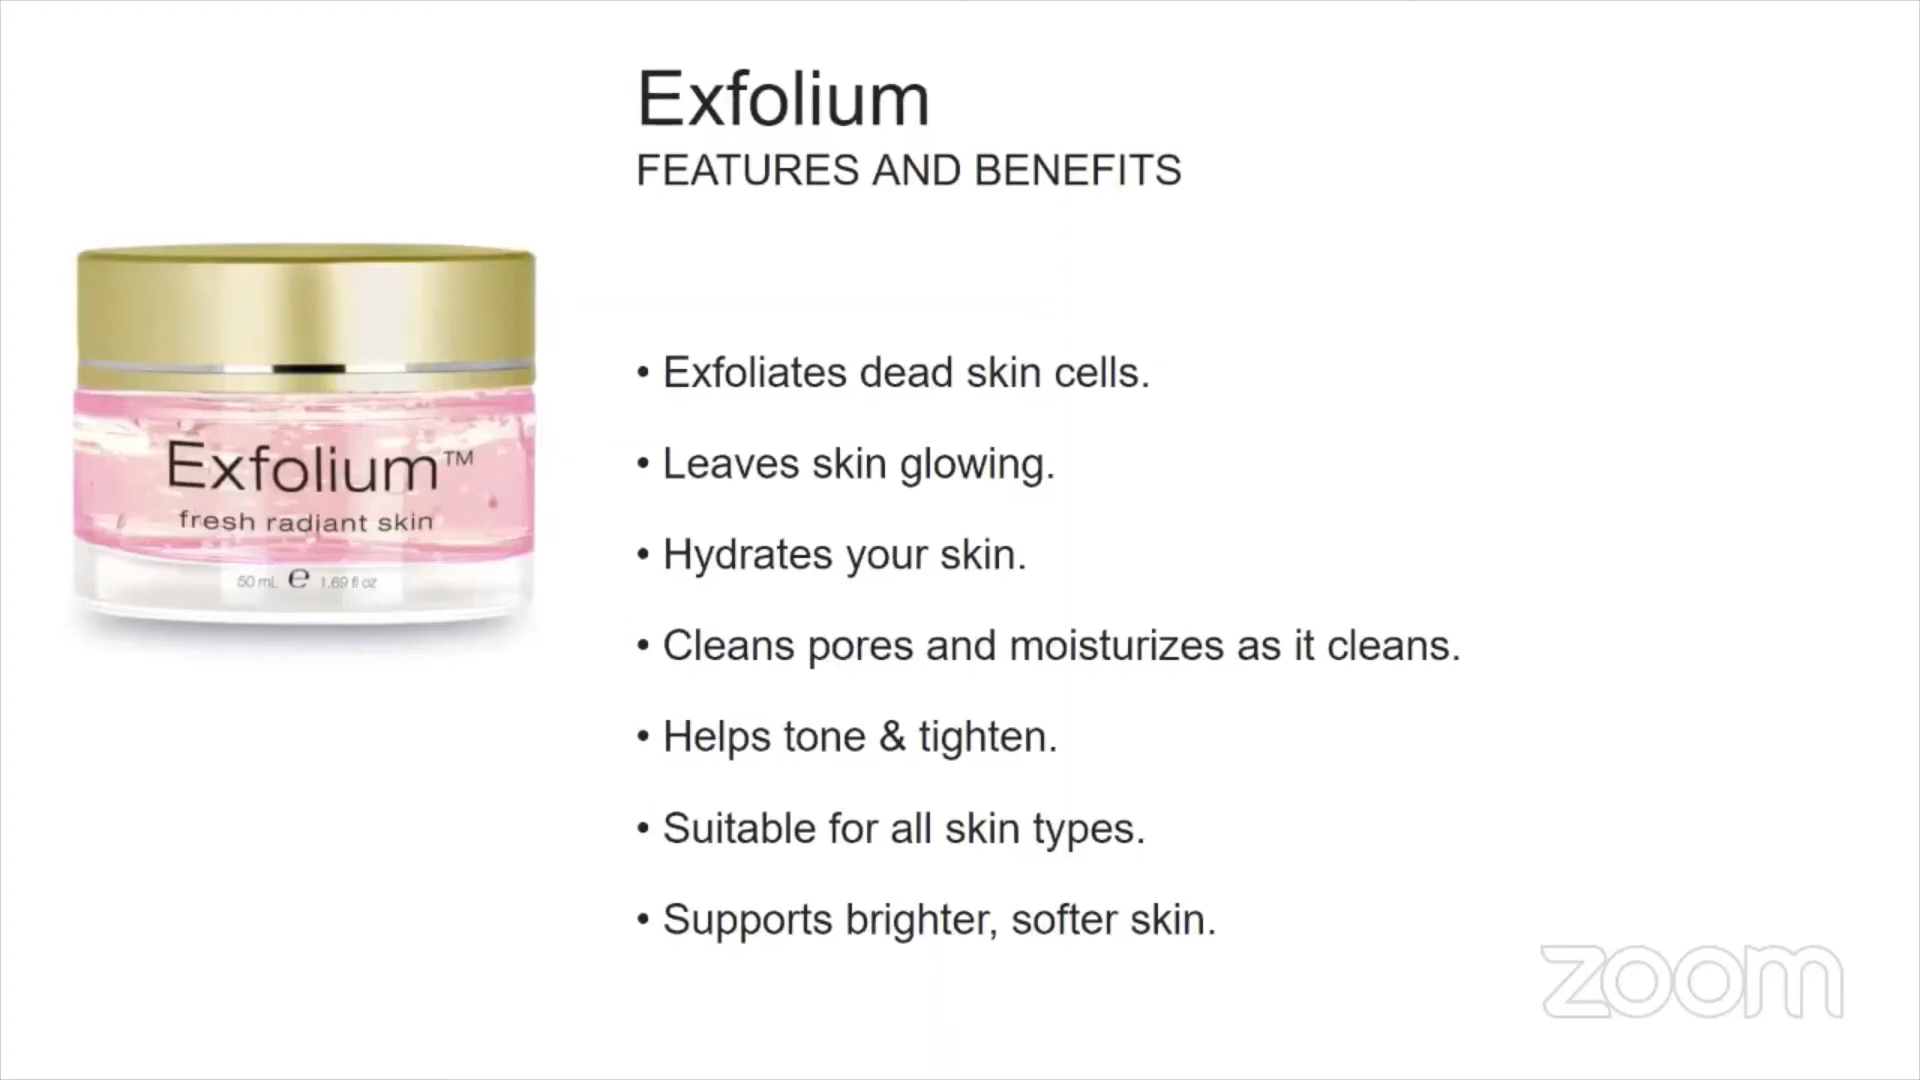 Exfolium
FEATURES AND BENEFITS
Exfolium™
fresh radiant skin
50 mL e 1.69 fl oz
• Exfoliates dead skin cells.
• Leaves skin glowing.
• Hydrates your skin.
• Cleans pores and moisturizes as it cleans.
• Helps tone & tighten.
• Suitable for all skin types.
• Supports brighter, softer skin.
zoom